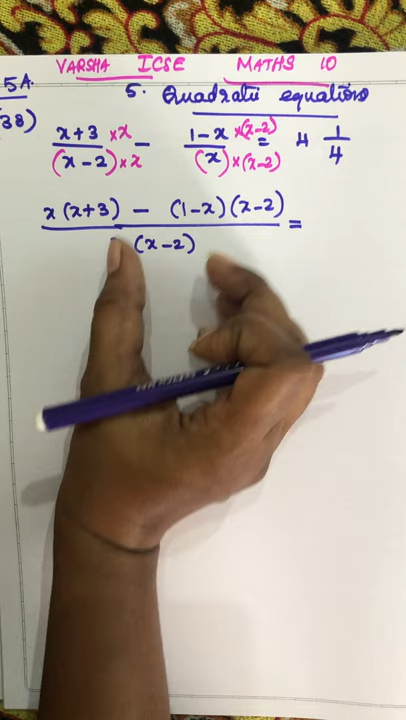 VARSHA ICSE MATHS 10
5A
38)
5. Quadratic equations
(x+3) ×x / (x-2) ×x - (1-x) ×(x-2) / (x) ×(x-2) = 4 1/4
x(x+3) - (1-x)(x-2) / (x-2) =